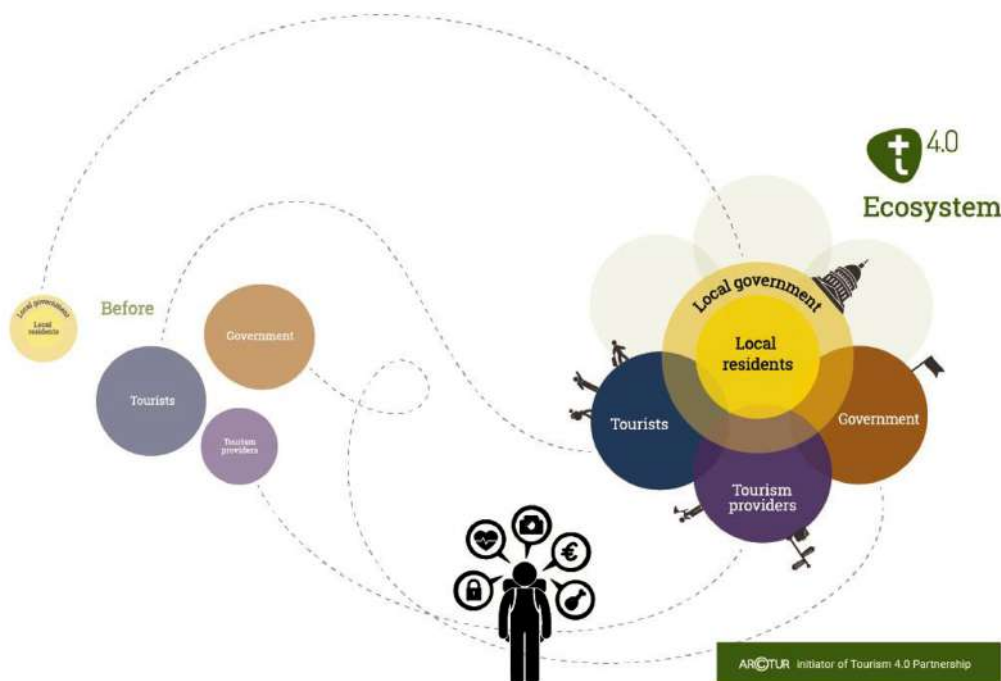 4.0
Ecosystem
Local government
Local
residents
Before
Government
Tourists
Tourism
providers
Local government
Local
residents
Tourists
Government
Tourism
providers
€
ARCTUR initiator of Tourism 4.0 Partnership